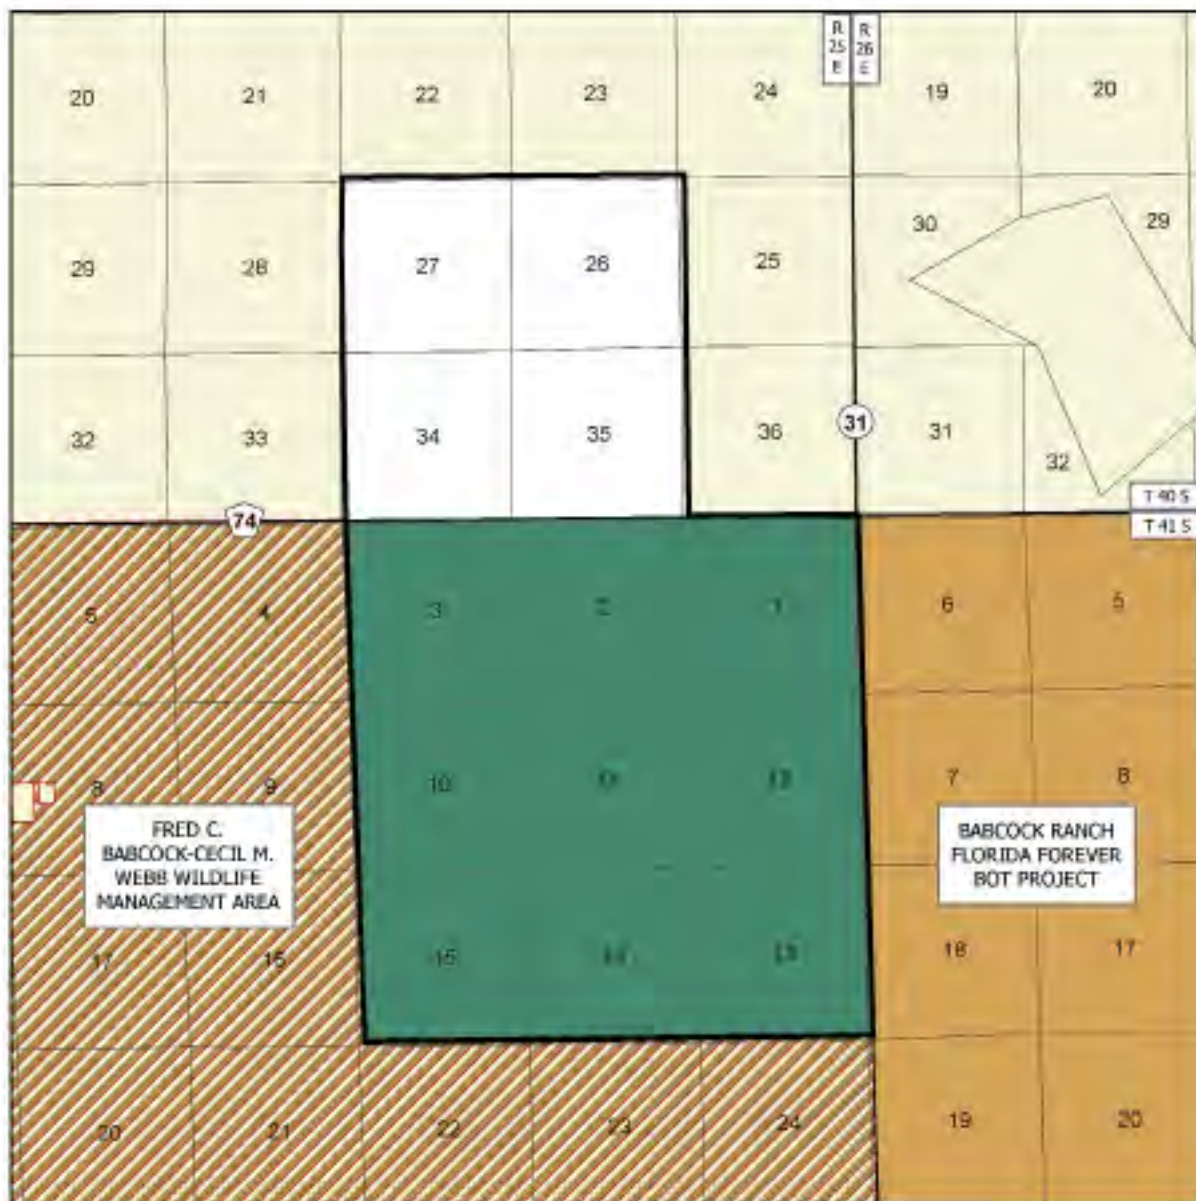 R R
25 26
E E
20 21 22 23 24 19 20
29 28 27 26 25 30 29
32 33 34 35 36 31 31 32
T 40 S
74
T 41 S
5 4 3 2 1 6 5
8 9 10 11 12 7 8
FRED C.
BABCOCK-CECIL M.
WEBB WILDLIFE
MANAGEMENT AREA
BABCOCK RANCH
FLORIDA FOREVER
BOT PROJECT
17 16 15 14 13 18 17
20 21 22 23 24 19 20